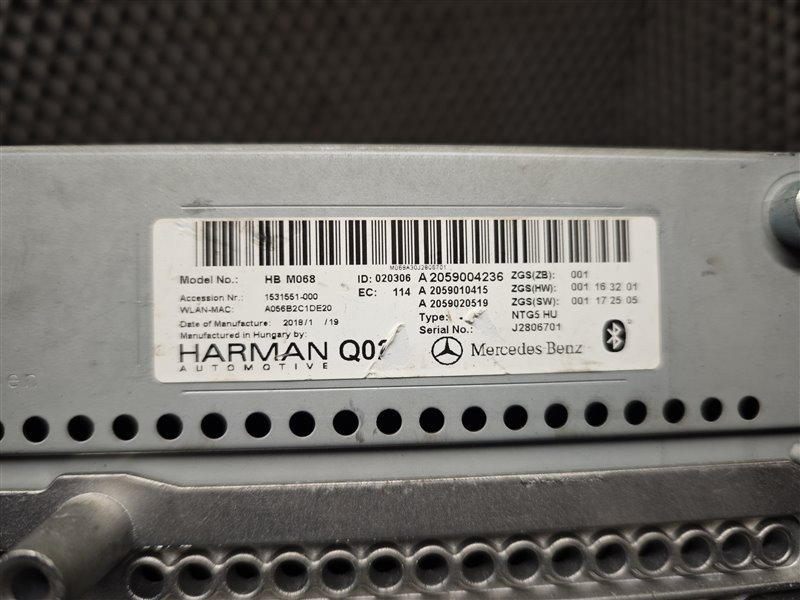 M068A30J2806701
Model No.: HB M068 ID: 020306 A 2059004236 ZGS(ZB): 001
Accession Nr.: 1531551-000 EC: 114 A 2059010415 ZGS(HW): 001 16 32 01
WLAN-MAC: A056B2C1DE20 A 2059020519 ZGS(SW): 001 17 25 05
Date of Manufacture: 2018/1 /19 Type: NTG5 HU
Manufactured in Hungary by: Serial No.: J2806701
HARMAN Mercedes-Benz
AUTOMOTIVE